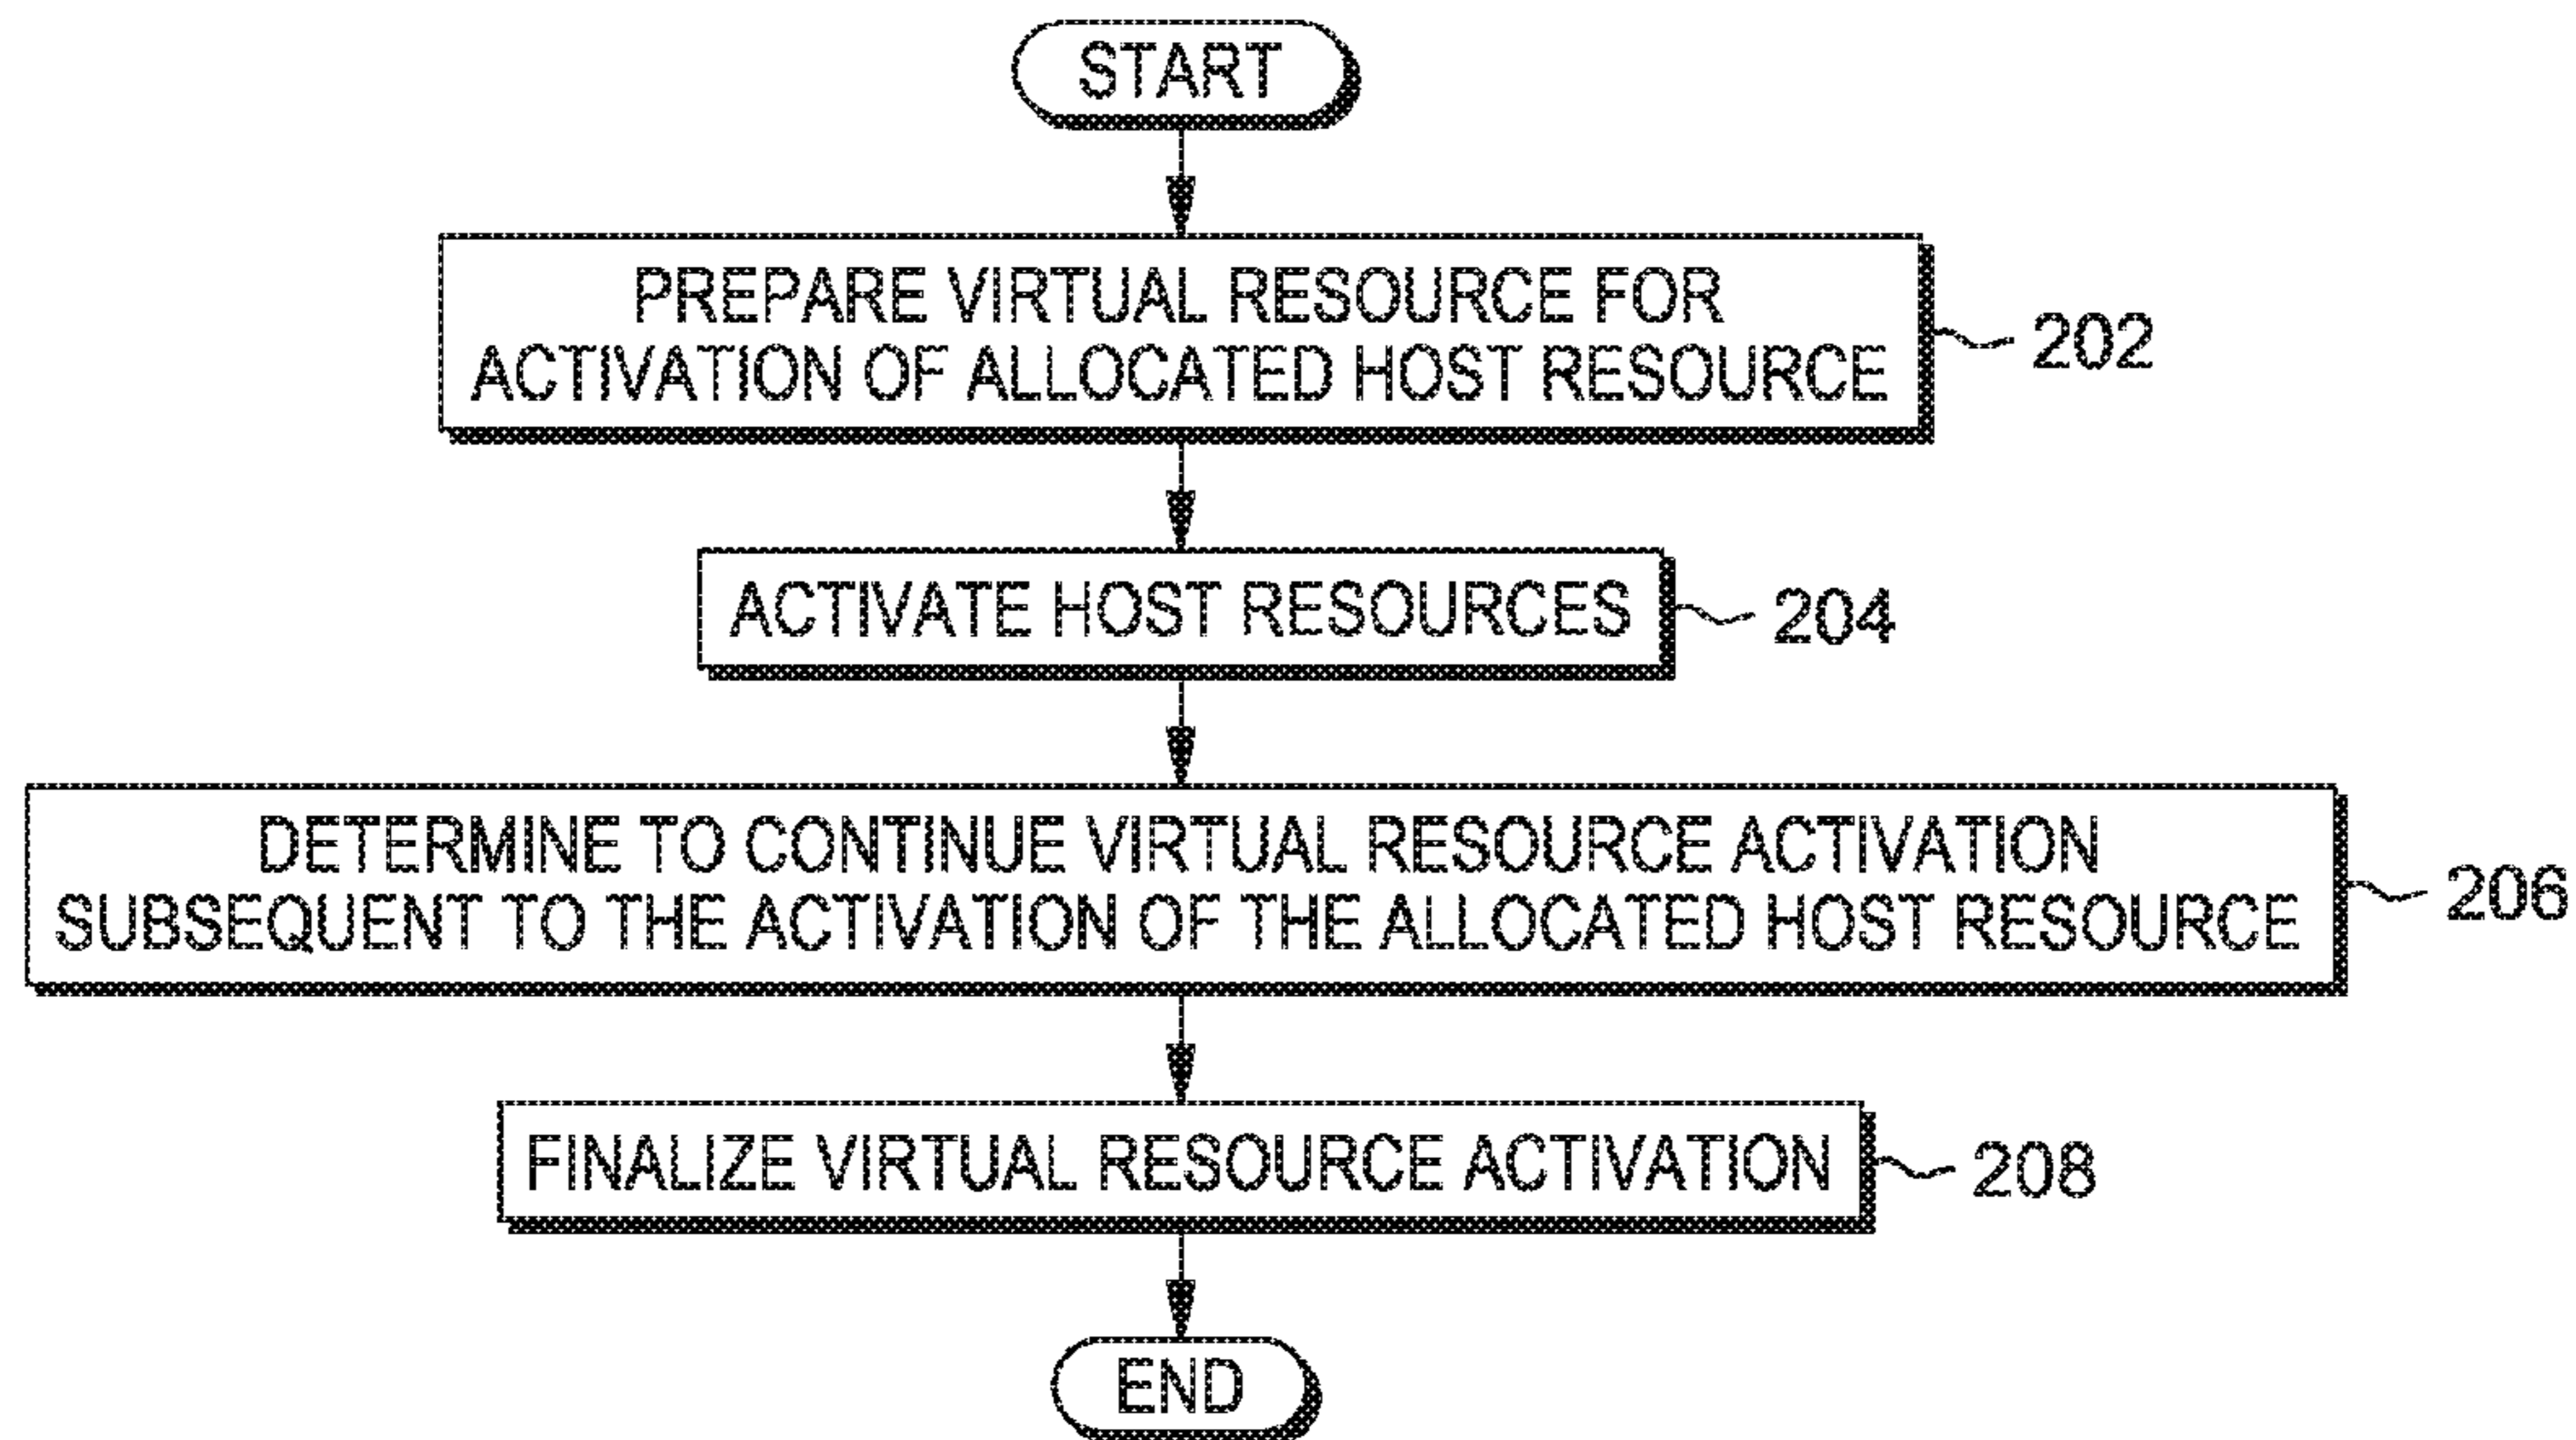 START
PREPARE VIRTUAL RESOURCE FOR
ACTIVATION OF ALLOCATED HOST RESOURCE
202
ACTIVATE HOST RESOURCES
204
DETERMINE TO CONTINUE VIRTUAL RESOURCE ACTIVATION
SUBSEQUENT TO THE ACTIVATION OF THE ALLOCATED HOST RESOURCE
206
FINALIZE VIRTUAL RESOURCE ACTIVATION
208
END